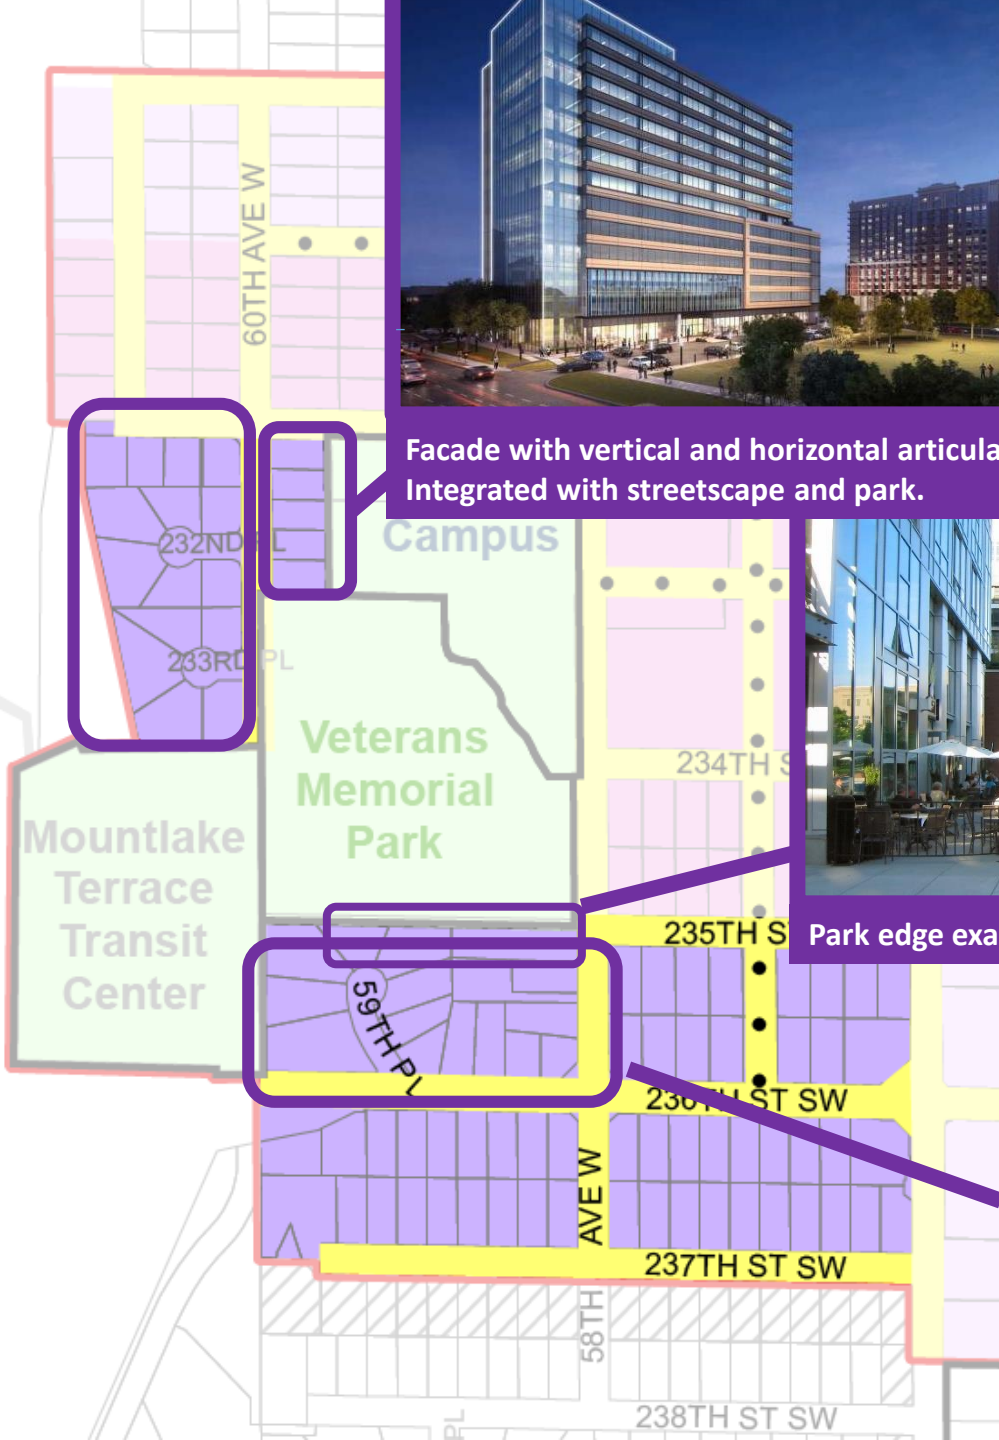 60TH AVE W
Facade with vertical and horizontal articula
Integrated with streetscape and park.
Campus
232ND PL
233RD PL
Veterans
Memorial
Park
234TH S
Mountlake
Terrace
Transit
Center
235TH S
Park edge exa
59TH PL
236TH ST SW
AVE W
237TH ST SW
58TH
238TH ST SW
PL